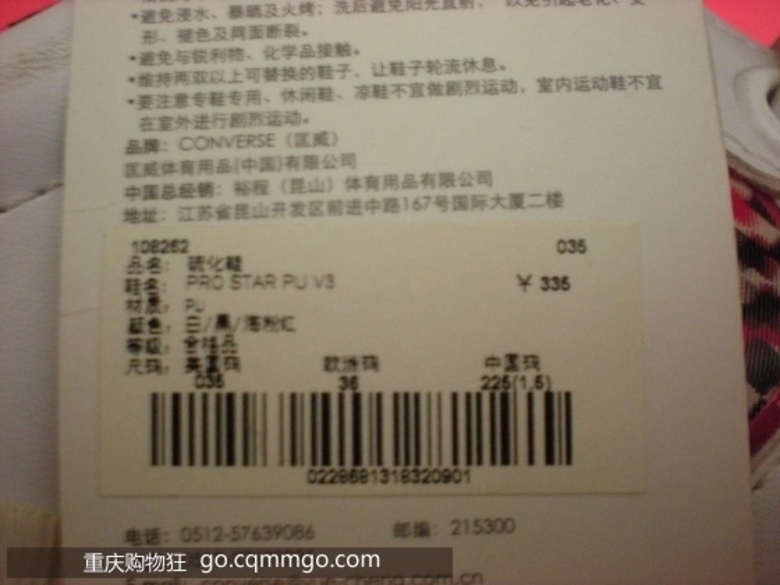 •避免浸水、暴晒及火烤；洗后避免阳光直射，以免引起老化、变
形、褪色及网面断裂。
•避免与锐利物、化学品接触。
•维持两双以上可替换的鞋子，让鞋子轮流休息。
•要注意专鞋专用、休闲鞋、凉鞋不宜做剧烈运动，室内运动鞋不宜
在室外进行剧烈运动。
品牌：CONVERSE（匡威）
匡威体育用品(中国)有限公司
中国总经销：裕程（昆山）体育用品有限公司
地址：江苏省昆山开发区前进中路167号国际大厦二楼
108262 035
品名：硫化鞋
鞋名：PRO STAR PU V3 ￥335
材质：PU
颜色：白/黑/落粉红
等级：合格品
尺码：英国码 欧洲码 中国码
035 36 225(1.5)
0228681318320901
电话：0512-57639086 邮编：215300
重庆购物狂 go.cqmmgo.com